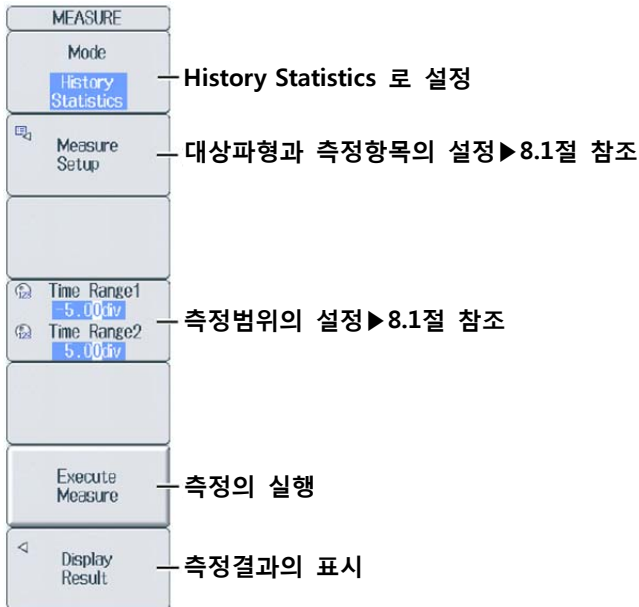 MEASURE
Mode
History
Statistics
History Statistics 로 설정
Measure
Setup
대상파형과 측정항목의 설정▶8.1절 참조
Time Range1
-5.00div
Time Range2
5.00div
측정범위의 설정▶8.1절 참조
Execute
Measure
측정의 실행
Display
Result
측정결과의 표시